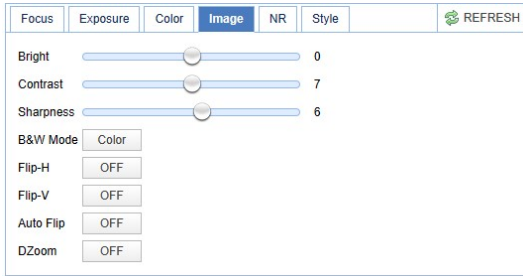 Focus Exposure Color Image NR Style REFRESH
Bright 0
Contrast 7
Sharpness 6
B&W Mode Color
Flip-H OFF
Flip-V OFF
Auto Flip OFF
DZoom OFF